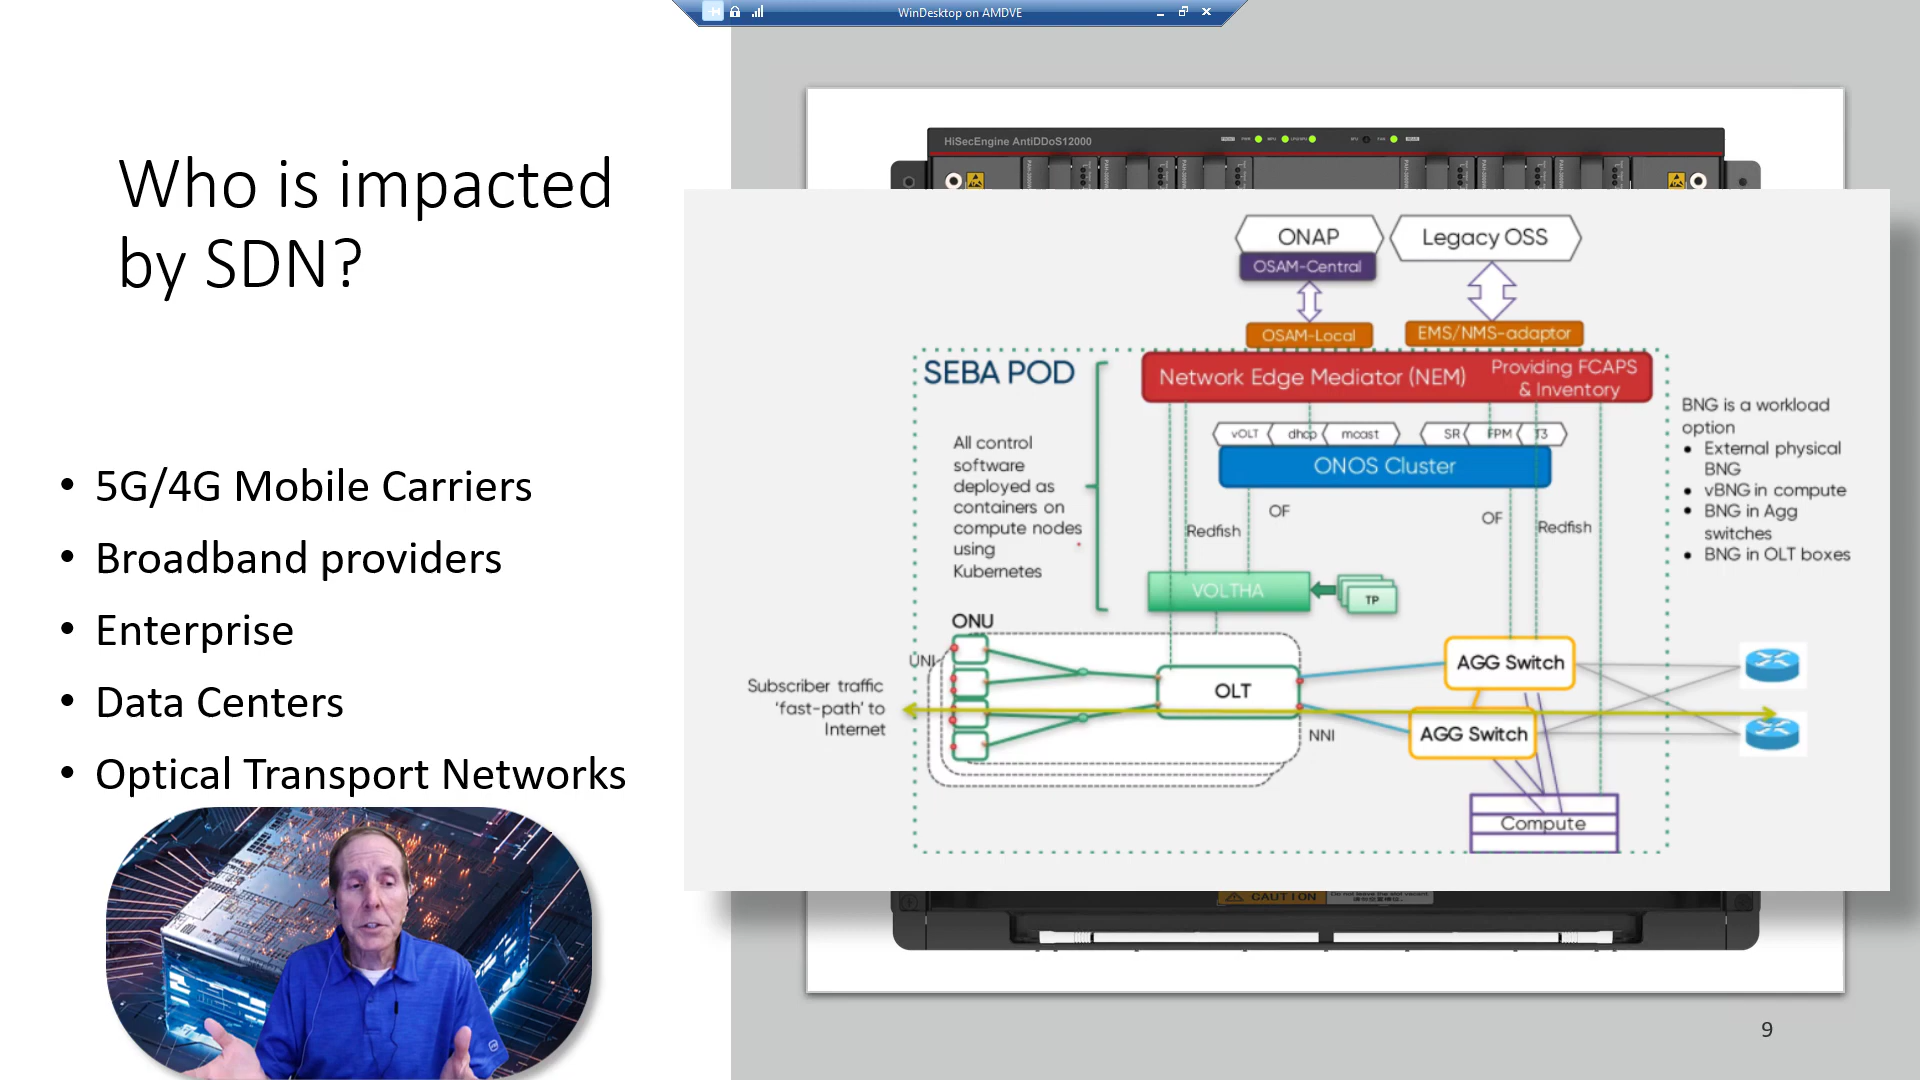 WinDesktop on AMDVE
Who is impacted
by SDN?
• 5G/4G Mobile Carriers
• Broadband providers
• Enterprise
• Data Centers
• Optical Transport Networks
HiSecEngine AntiDDoS12000
ONAP
Legacy OSS
OSAM-Central
OSAM-Local
EMS/NMS-adaptor
SEBA POD
Network Edge Mediator (NEM)
Providing FCAPS
& Inventory
vOLT
dhcp
mcast
SR
FPM
T3
ONOS Cluster
All control
software
deployed as
containers on
compute nodes
using
Kubernetes
OF
Redfish
OF
Redfish
VOLTHA
TP
ONU
UNI
OLT
NNI
AGG Switch
AGG Switch
Compute
Subscriber traffic
‘fast-path’ to
Internet
BNG is a workload
option
• External physical
BNG
• vBNG in compute
• BNG in Agg
switches
• BNG in OLT boxes
CAUTION
9